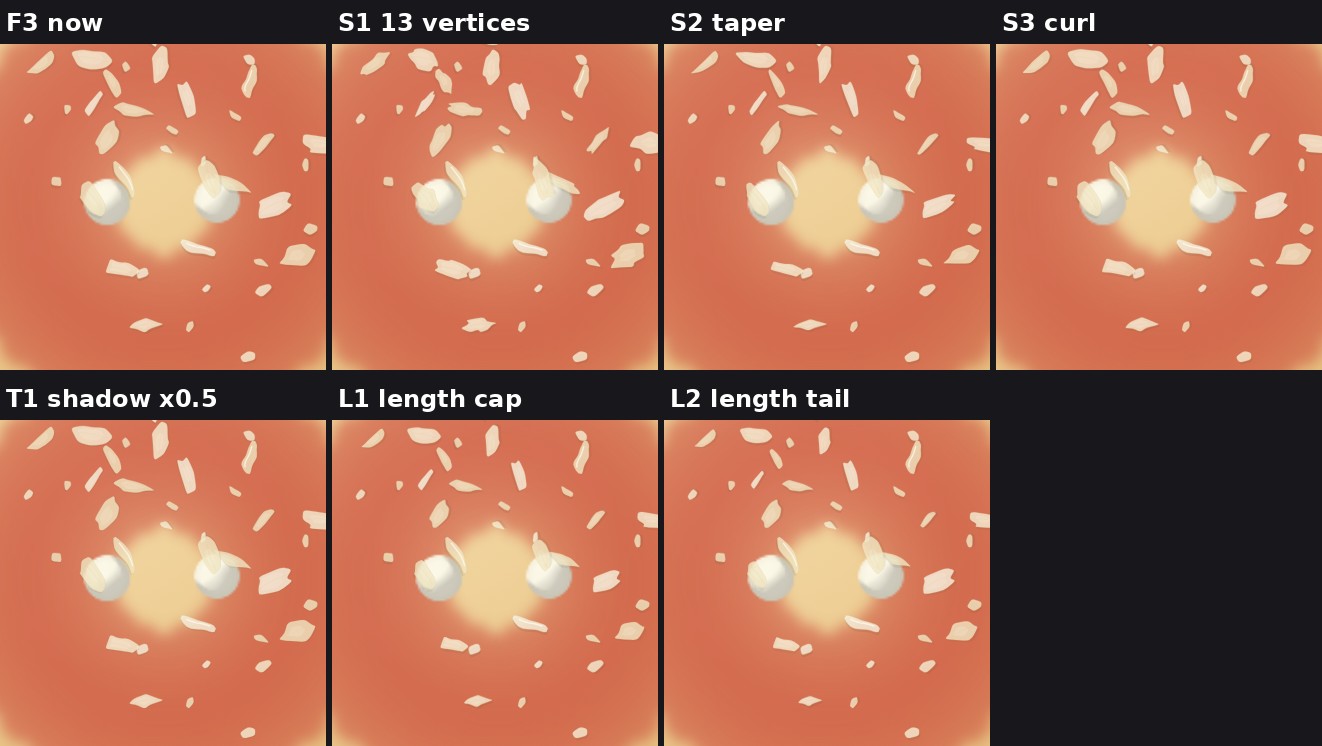 F3 now
S1 13 vertices
S2 taper
S3 curl
T1 shadow x0.5
L1 length cap
L2 length tail